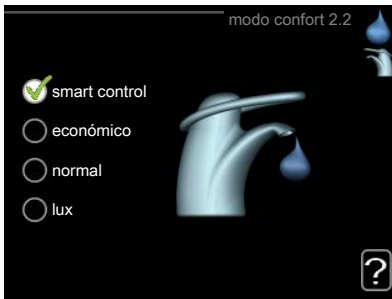 modo confort 2.2
smart control
económico
normal
lux
?